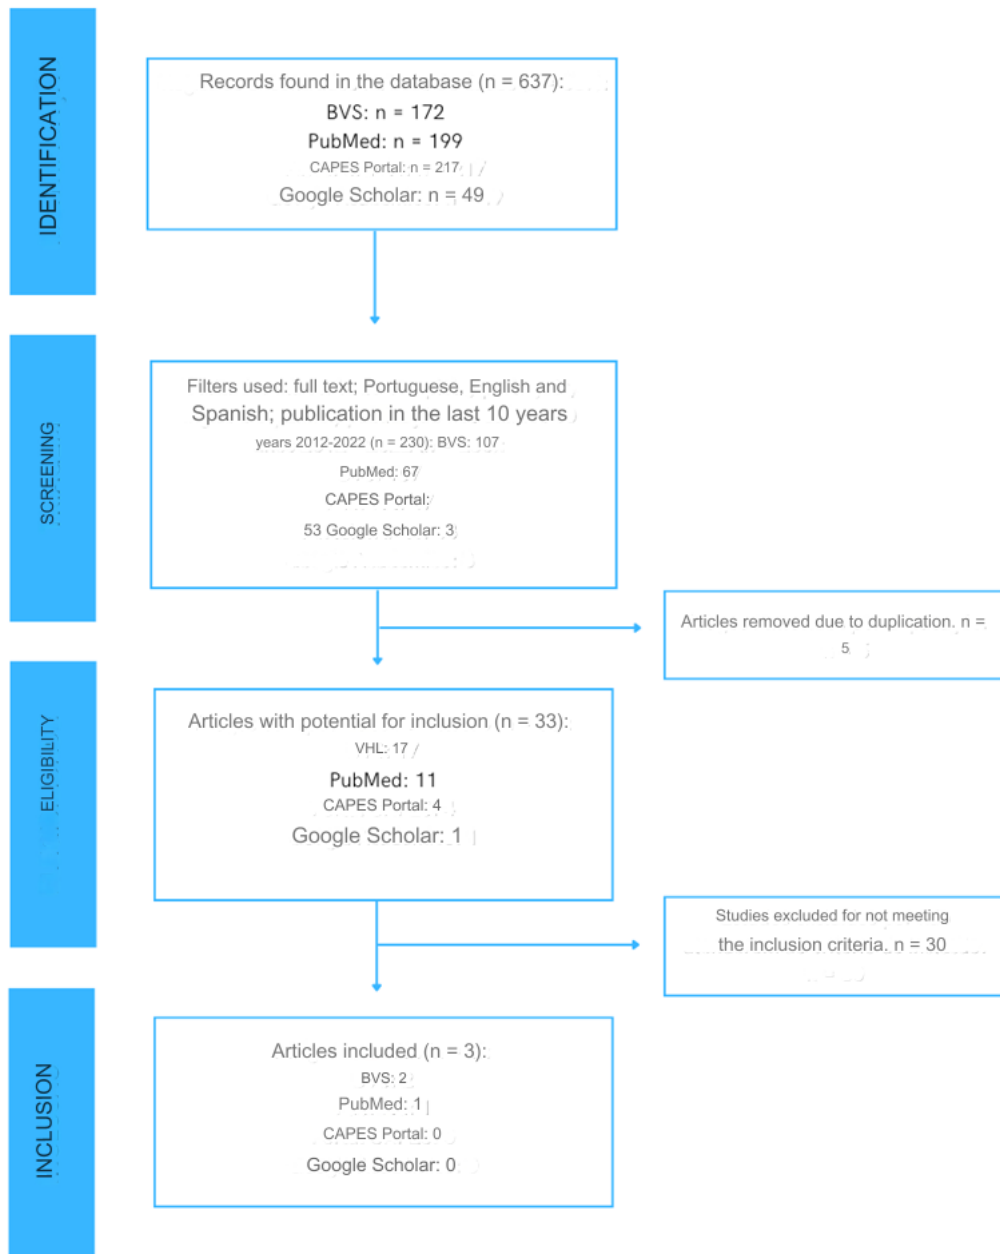 IDENTIFICATION
Records found in the database (n = 637):
BVS: n = 172
PubMed: n = 199
CAPES Portal: n = 217
Google Scholar: n = 49
SCREENING
Filters used: full text; Portuguese, English and
Spanish; publication in the last 10 years
years 2012-2022 (n = 230): BVS: 107
PubMed: 67
CAPES Portal:
53 Google Scholar: 3
Articles removed due to duplication. n =
5
ELIGIBILITY
Articles with potential for inclusion (n = 33):
VHL: 17
PubMed: 11
CAPES Portal: 4
Google Scholar: 1
Studies excluded for not meeting
the inclusion criteria. n = 30
INCLUSION
Articles included (n = 3):
BVS: 2
PubMed: 1
CAPES Portal: 0
Google Scholar: 0